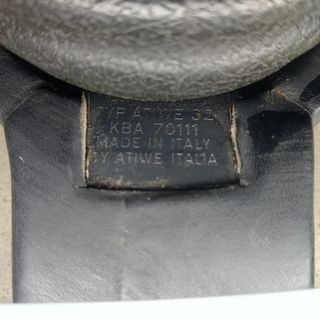 TYP ATIWE 32
KBA 70111
MADE IN ITALY
BY ATIWE ITALIA